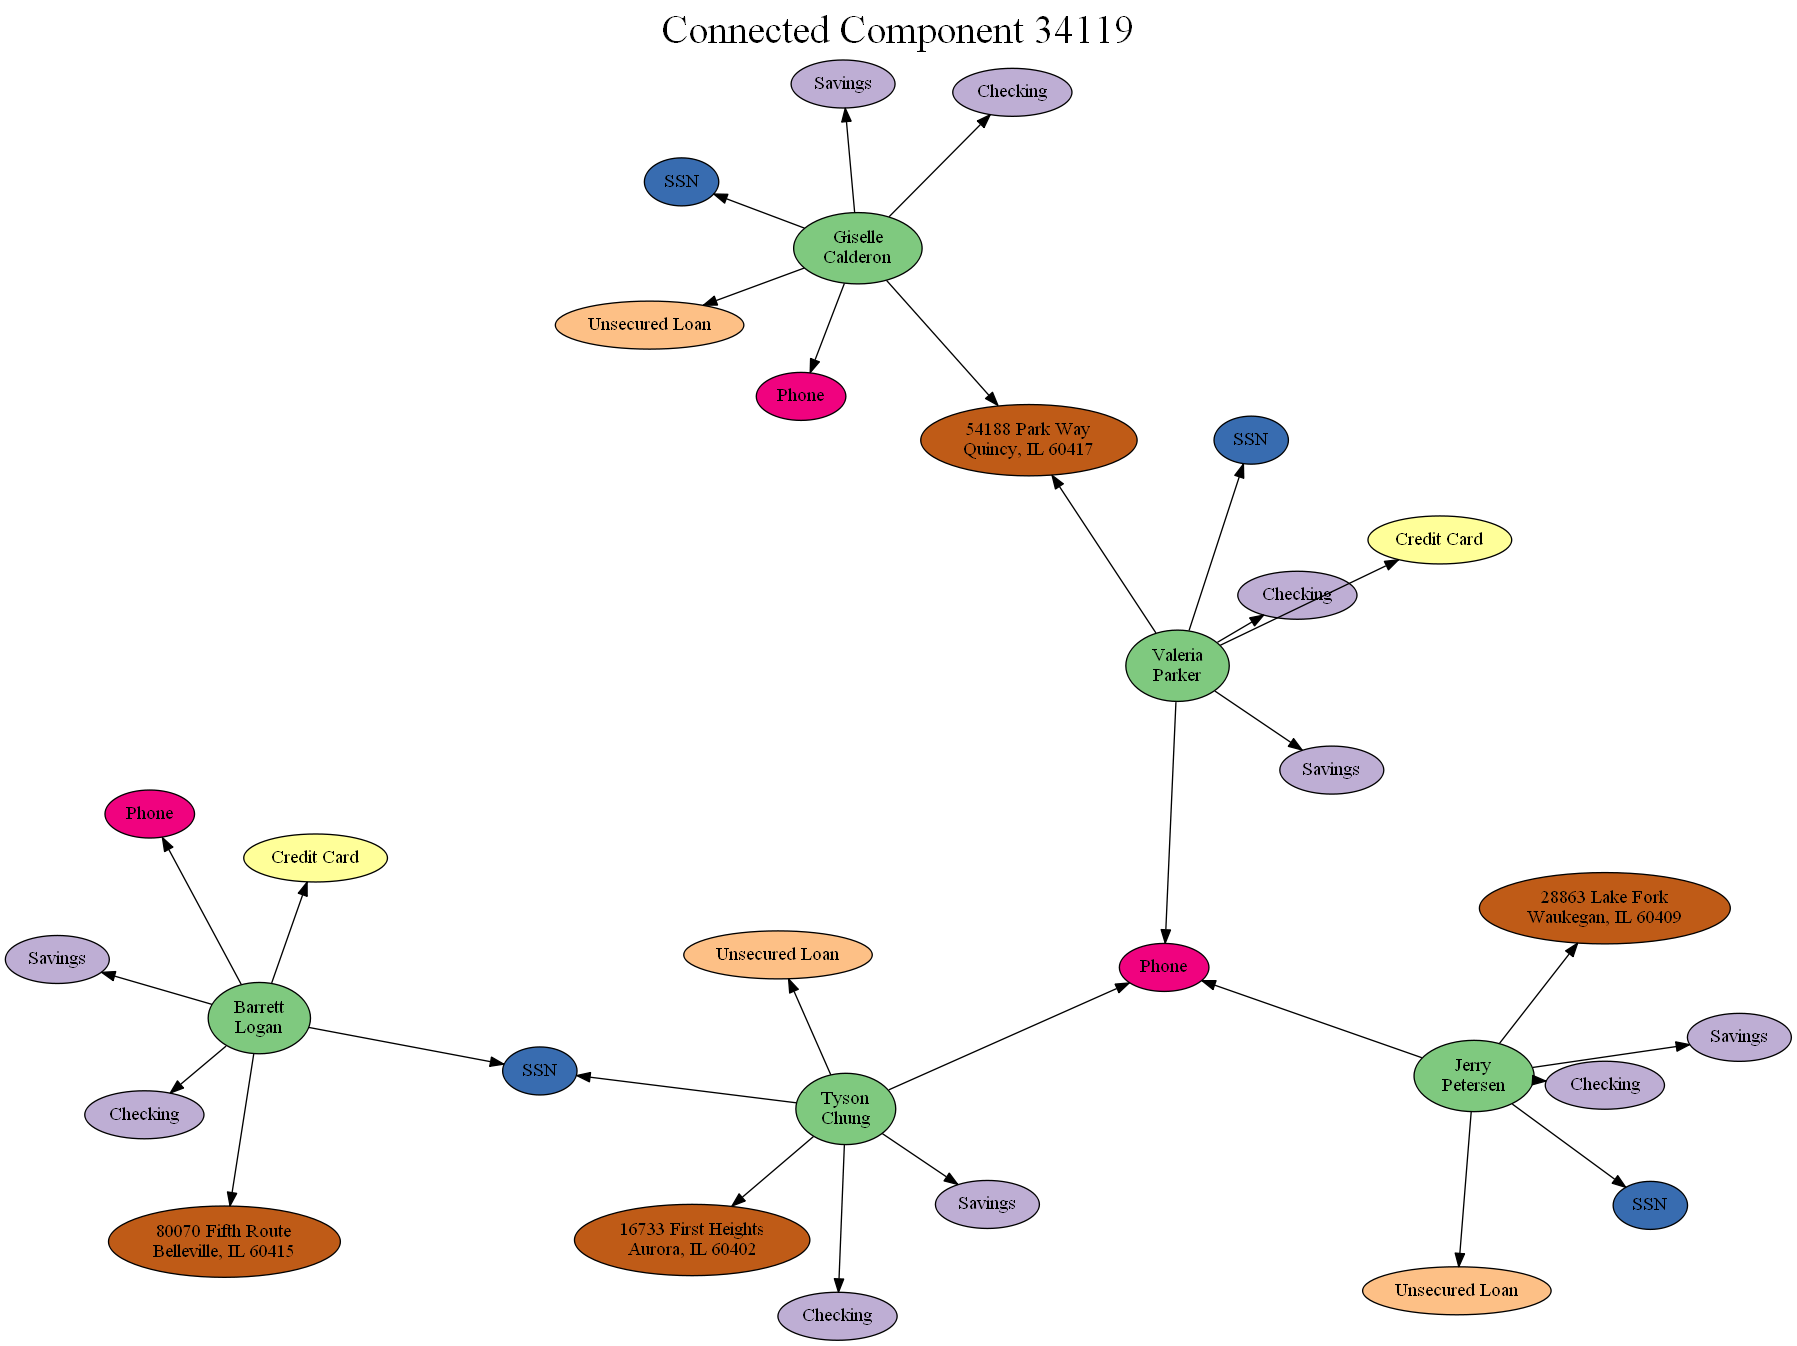 Connected Component 34119
Savings
Checking
SSN
Giselle
Calderon
Unsecured Loan
Phone
54188 Park Way
Quincy, IL 60417
SSN
Credit Card
Checking
Valeria
Parker
Savings
Phone
Credit Card
28863 Lake Fork
Waukegan, IL 60409
Savings
Unsecured Loan
Phone
Barrett
Logan
Savings
SSN
Jerry
Petersen
Checking
Checking
Tyson
Chung
Savings
SSN
80070 Fifth Route
Belleville, IL 60415
16733 First Heights
Aurora, IL 60402
Unsecured Loan
Checking